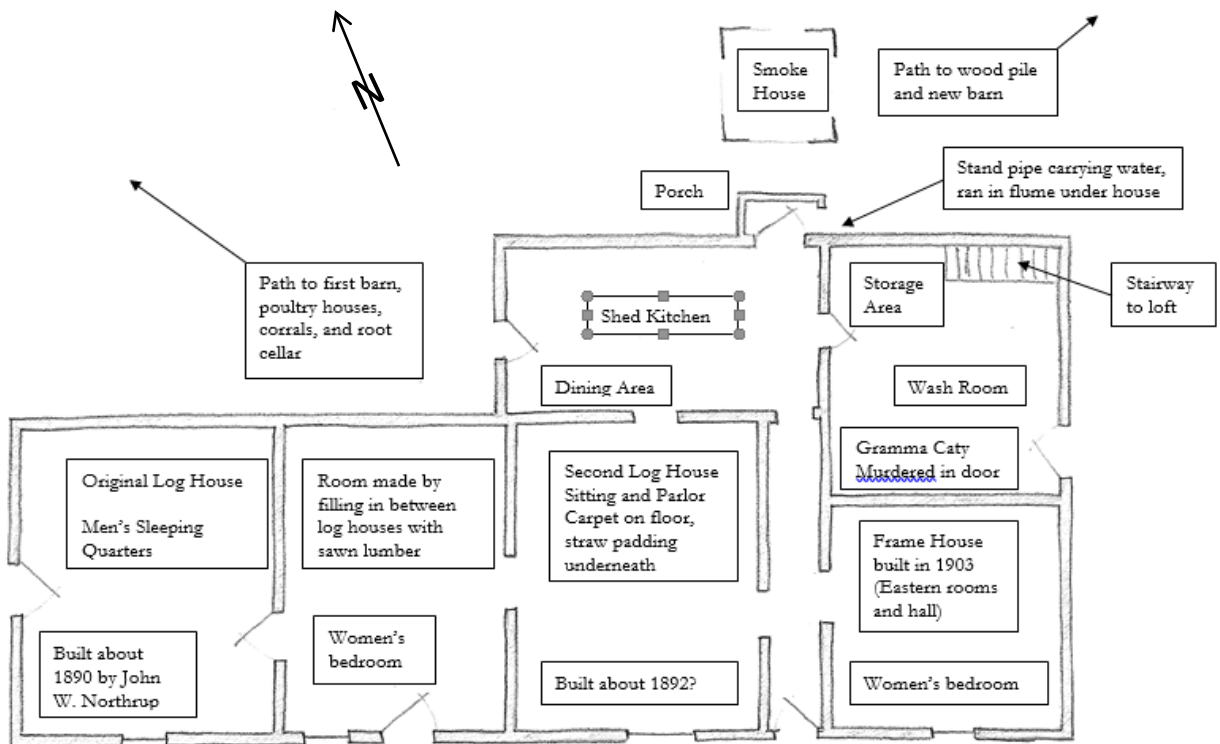 N
Smoke
House
Path to wood pile
and new barn
Stand pipe carrying water,
ran in flume under house
Porch
Path to first barn,
poultry houses,
corrals, and root
cellar
Shed Kitchen
Storage
Area
Stairway
to loft
Dining Area
Wash Room
Gramma Caty
Murdered in door
Original Log House
Men's Sleeping
Quarters
Room made by
filling in between
log houses with
sawn lumber
Second Log House
Sitting and Parlor
Carpet on floor,
straw padding
underneath
Frame House
built in 1903
(Eastern rooms
and hall)
Built about
1890 by John
W. Northrup
Women's
bedroom
Built about 1892?
Women's bedroom